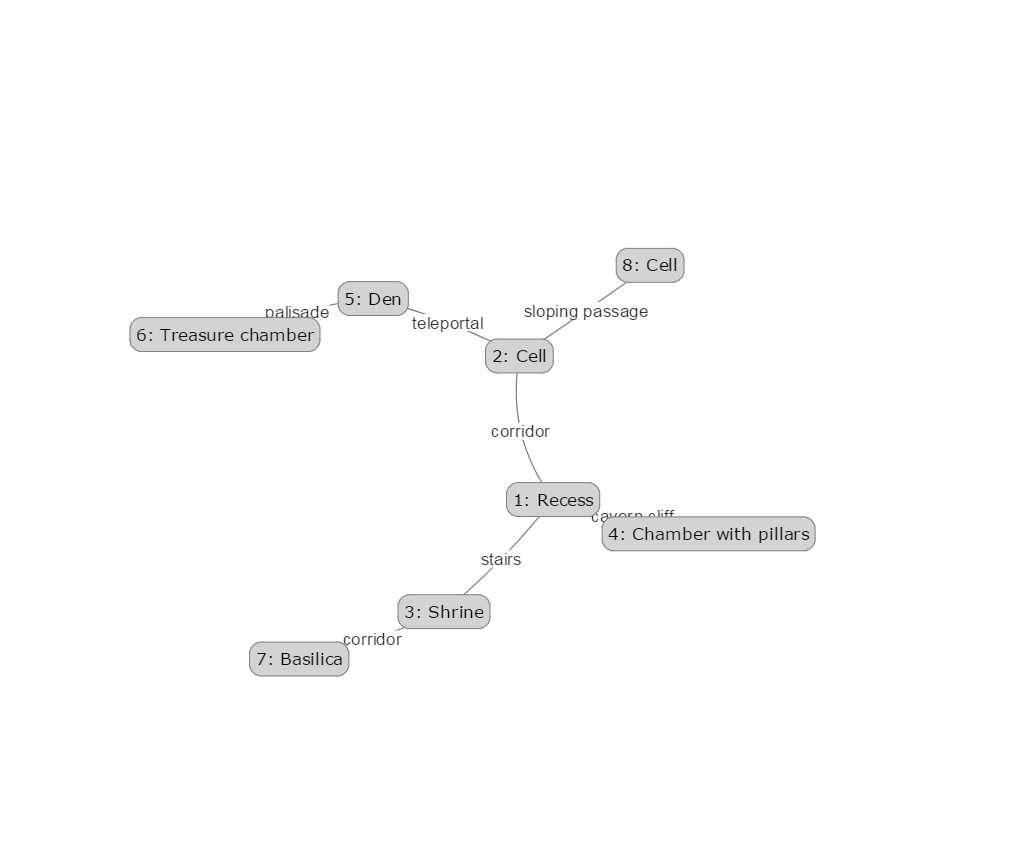 8: Cell
5: Den
palisade
sloping passage
teleportal
6: Treasure chamber
2: Cell
corridor
1: Recess
cavern cliff
4: Chamber with pillars
stairs
3: Shrine
corridor
7: Basilica